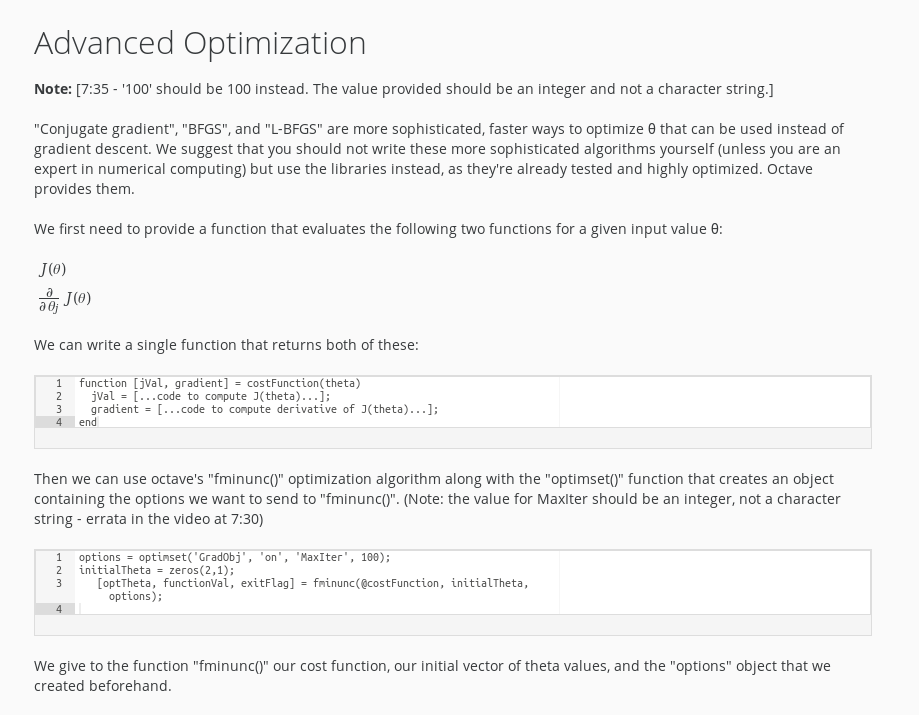 Advanced Optimization
Note: [7:35 - '100' should be 100 instead. The value provided should be an integer and not a character string.]
"Conjugate gradient", "BFGS", and "L-BFGS" are more sophisticated, faster ways to optimize θ that can be used instead of
gradient descent. We suggest that you should not write these more sophisticated algorithms yourself (unless you are an
expert in numerical computing) but use the libraries instead, as they're already tested and highly optimized. Octave
provides them.
We first need to provide a function that evaluates the following two functions for a given input value θ:
J(θ)
∂/∂θj J(θ)
We can write a single function that returns both of these:
1 function [jVal, gradient] = costFunction(theta)
2   jVal = [...code to compute J(theta)...];
3   gradient = [...code to compute derivative of J(theta)...];
4 end
Then we can use octave's "fminunc()" optimization algorithm along with the "optimset()" function that creates an object
containing the options we want to send to "fminunc()". (Note: the value for MaxIter should be an integer, not a character
string - errata in the video at 7:30)
1 options = optimset('GradObj', 'on', 'MaxIter', 100);
2 initialTheta = zeros(2,1);
3    [optTheta, functionVal, exitFlag] = fminunc(@costFunction, initialTheta,
     options);
4
We give to the function "fminunc()" our cost function, our initial vector of theta values, and the "options" object that we
created beforehand.